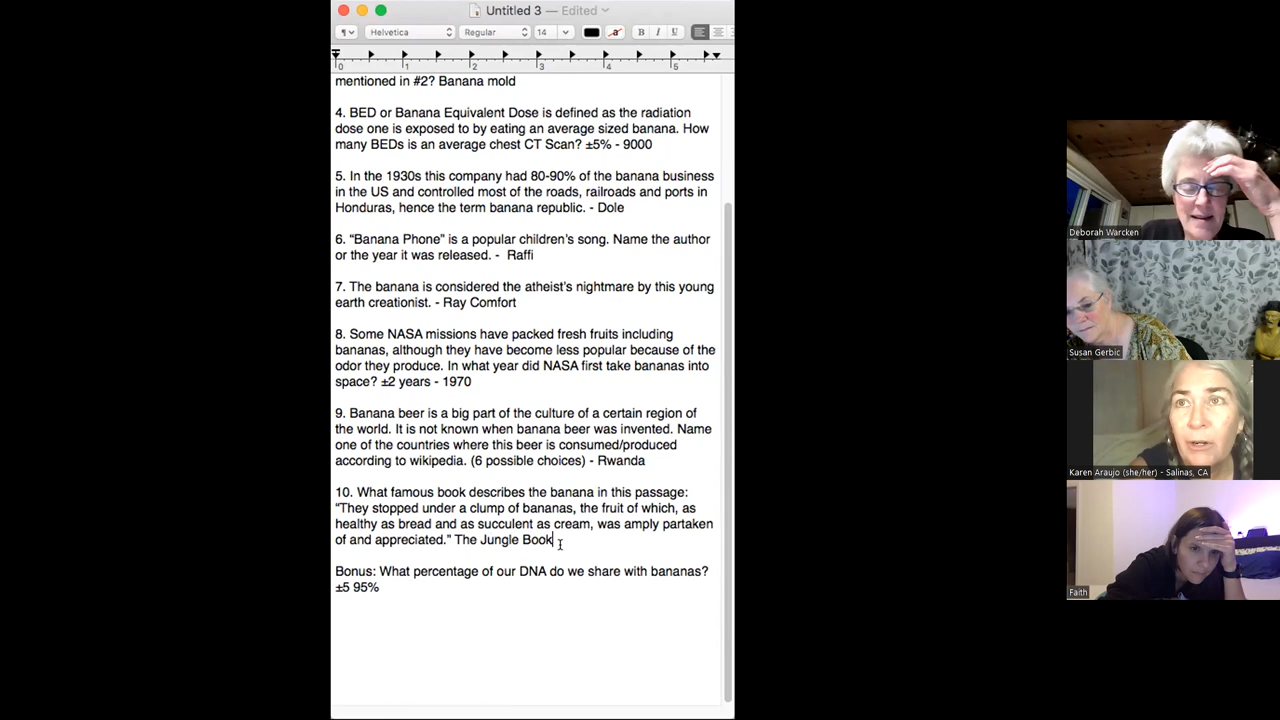 Untitled 3 — Edited
¶ Helvetica Regular 14 a B I U
0 1 2 3 4 5
mentioned in #2? Banana mold
4. BED or Banana Equivalent Dose is defined as the radiation
dose one is exposed to by eating an average sized banana. How
many BEDs is an average chest CT Scan? ±5% - 9000
5. In the 1930s this company had 80-90% of the banana business
in the US and controlled most of the roads, railroads and ports in
Honduras, hence the term banana republic. - Dole
6. “Banana Phone” is a popular children’s song. Name the author
or the year it was released. - Raffi
7. The banana is considered the atheist’s nightmare by this young
earth creationist. - Ray Comfort
8. Some NASA missions have packed fresh fruits including
bananas, although they have become less popular because of the
odor they produce. In what year did NASA first take bananas into
space? ±2 years - 1970
9. Banana beer is a big part of the culture of a certain region of
the world. It is not known when banana beer was invented. Name
one of the countries where this beer is consumed/produced
according to wikipedia. (6 possible choices) - Rwanda
10. What famous book describes the banana in this passage:
“They stopped under a clump of bananas, the fruit of which, as
healthy as bread and as succulent as cream, was amply partaken
of and appreciated.” The Jungle Book
Bonus: What percentage of our DNA do we share with bananas?
±5 95%
Deborah Warcken
Susan Gerbic
Karen Araujo (she/her) - Salinas, CA
Faith